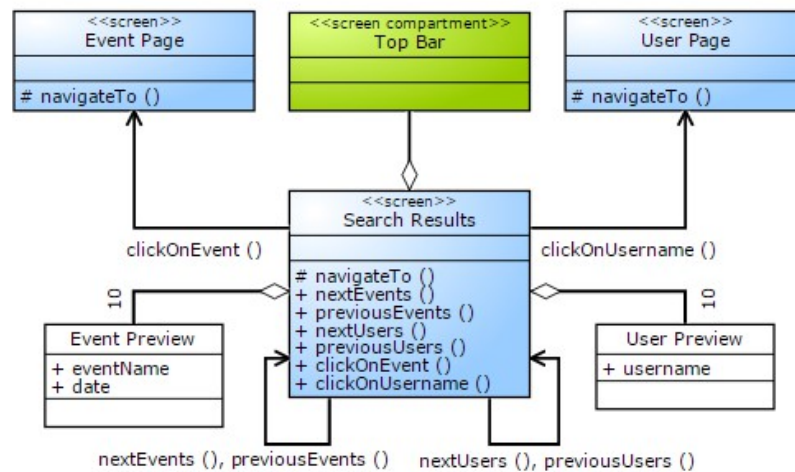 <<screen>>
Event Page
# navigateTo ()
<<screen compartment>>
Top Bar
<<screen>>
User Page
# navigateTo ()
<<screen>>
Search Results
# navigateTo ()
+ nextEvents ()
+ previousEvents ()
+ nextUsers ()
+ previousUsers ()
+ clickOnEvent ()
+ clickOnUsername ()
clickOnEvent ()
clickOnUsername ()
10
10
Event Preview
+ eventName
+ date
User Preview
+ username
nextEvents (), previousEvents ()
nextUsers (), previousUsers ()